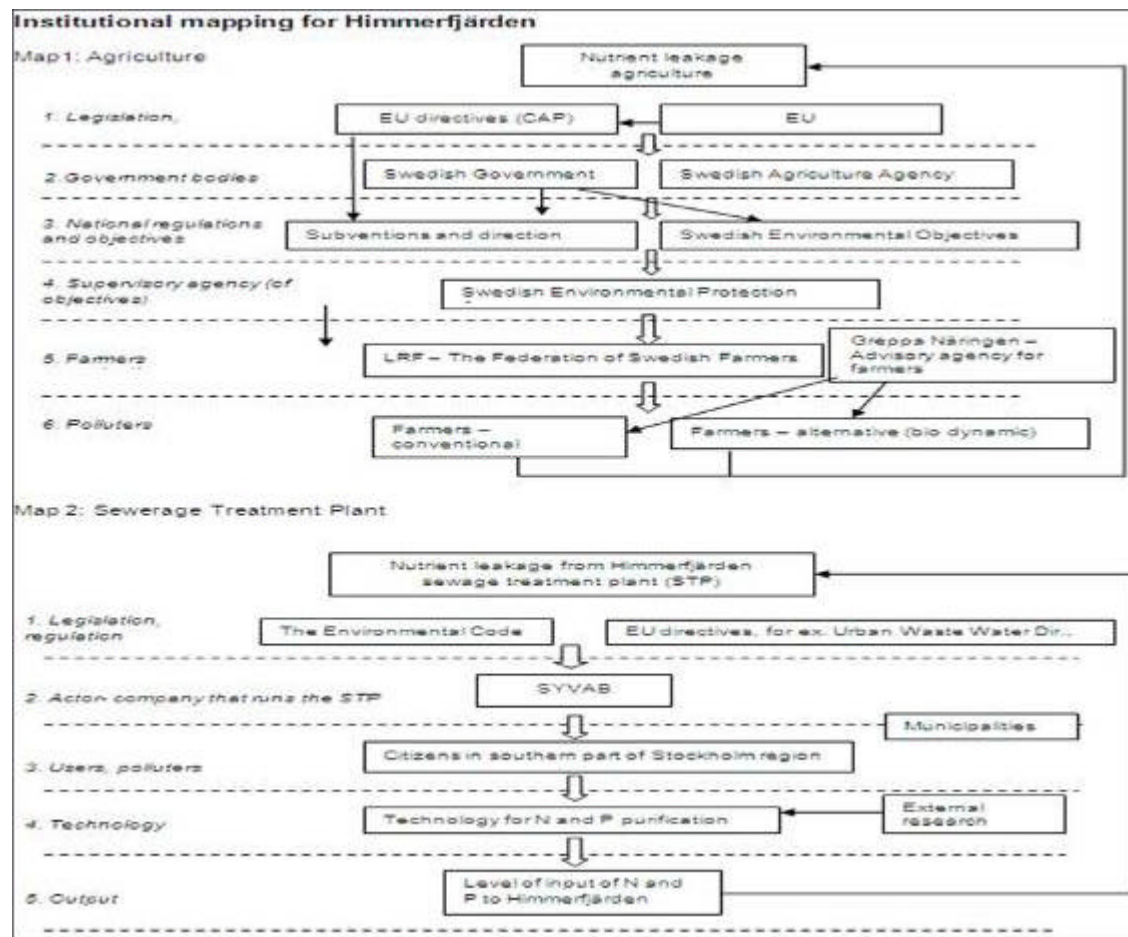 Institutional mapping for Himmerfjärden
Map1: Agriculture
Nutrient leakage
agriculture
1. Legislation,
EU directives (CAP)
EU
2.Government bodies
Swedish Government
Swedish Agriculture Agency
3. National regulations
and objectives
Subventions and direction
Swedish Environmental Objectives
4. Supervisory agency (of
objectives)
Swedish Environmental Protection
5. Farmers
LRF – The Federation of Swedish Farmers
Greppa Näringen –
Advisory agency for
farmers
6. Polluters
Farmers –
conventional
Farmers – alternative (bio dynamic)
Map 2: Sewerage Treatment Plant
Nutrient leakage from Himmerfjärden
sewage treatment plant (STP)
1. Legislation,
regulation
The Environmental Code
EU directives, for ex. Urban Waste Water Dir..
2. Actor- company that runs the STP
SYVAB
Municipalities
3. Users, polluters
Citizens in southern part of Stockholm region
4. Technology
Technology for N and P purification
External
research
5. Output
Level of input of N and
P to Himmerfjärden